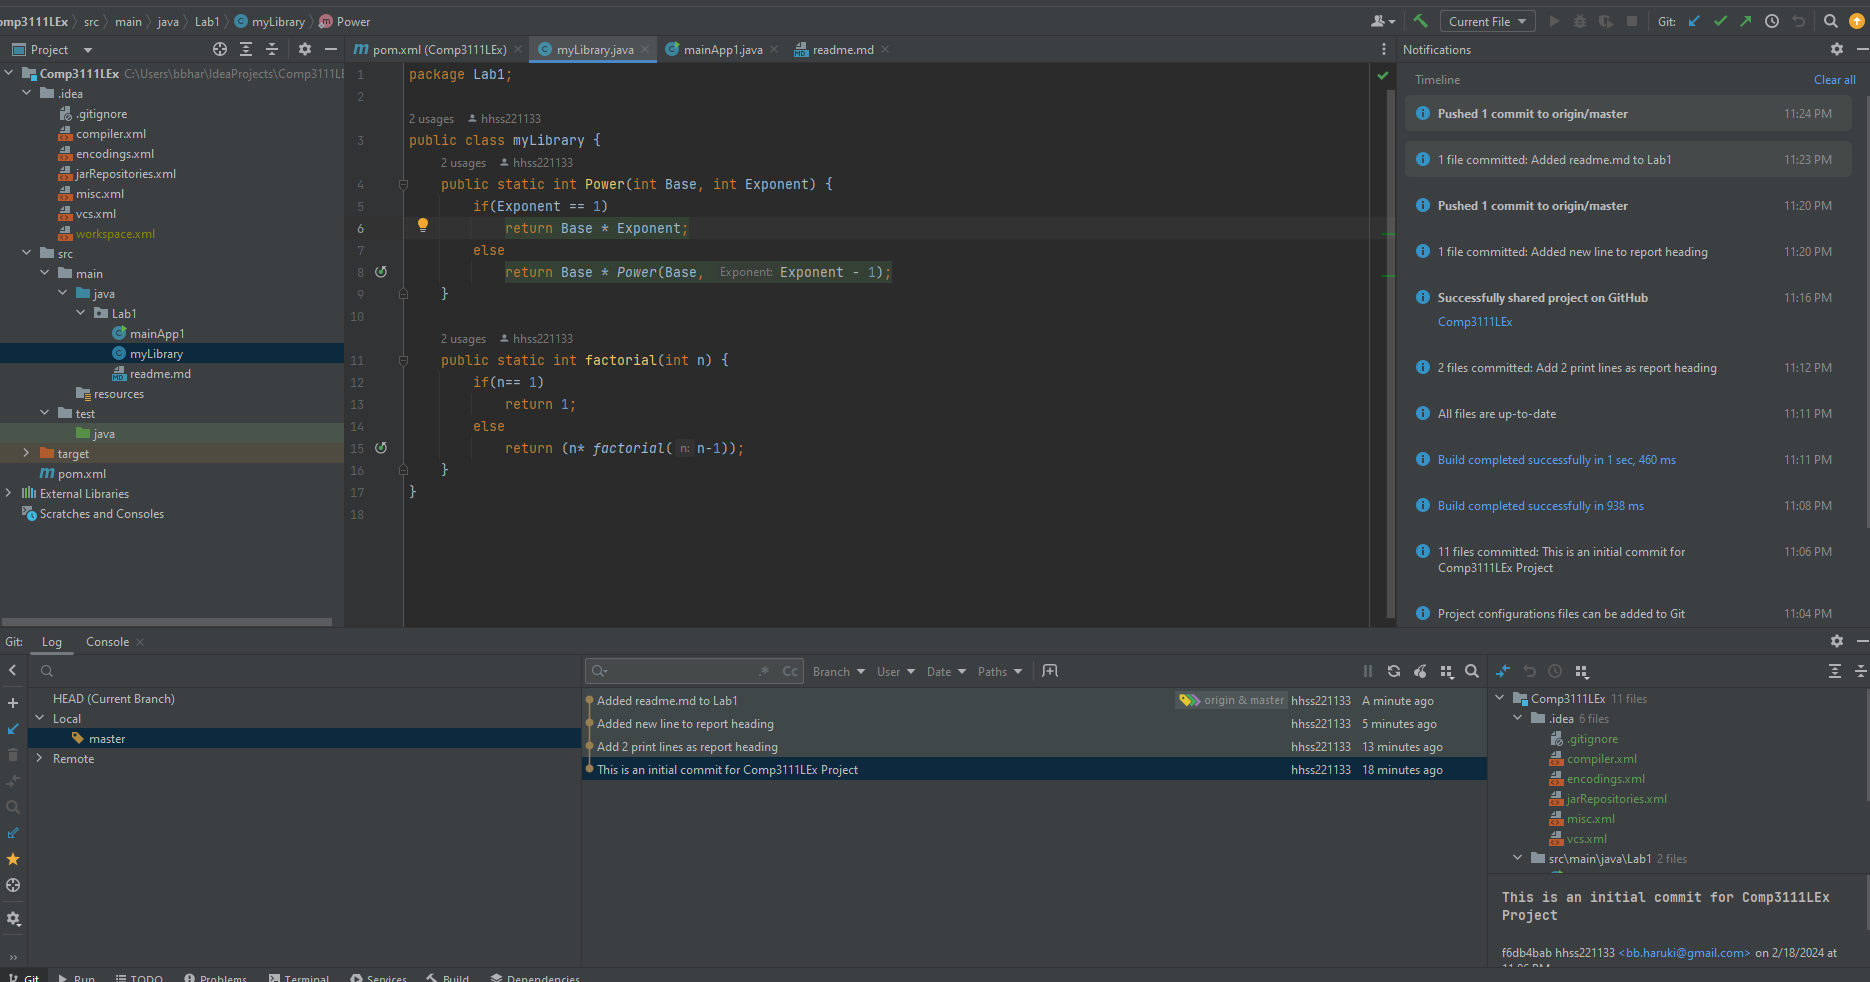 omp3111LEx src main java Lab1 myLibrary Power
Current File Git:
Project
pom.xml (Comp3111LEx) myLibrary.java mainApp1.java readme.md
Notifications
Comp3111LEx C:\Users\bbhar\IdeaProjects\Comp3111LE
.idea
.gitignore
compiler.xml
encodings.xml
jarRepositories.xml
misc.xml
vcs.xml
workspace.xml
src
main
java
Lab1
mainApp1
myLibrary
readme.md
resources
test
java
target
pom.xml
External Libraries
Scratches and Consoles
1 package Lab1;
2
2 usages hhss221133
3 public class myLibrary {
2 usages hhss221133
4 public static int Power(int Base, int Exponent) {
5 if(Exponent == 1)
6 return Base * Exponent;
7 else
8 return Base * Power(Base, Exponent: Exponent - 1);
9 }
10
2 usages hhss221133
11 public static int factorial(int n) {
12 if(n== 1)
13 return 1;
14 else
15 return (n* factorial( n: n-1));
16 }
17 }
18
Timeline Clear all
Pushed 1 commit to origin/master 11:24 PM
1 file committed: Added readme.md to Lab1 11:23 PM
Pushed 1 commit to origin/master 11:20 PM
1 file committed: Added new line to report heading 11:20 PM
Successfully shared project on GitHub 11:16 PM
Comp3111LEx
2 files committed: Add 2 print lines as report heading 11:12 PM
All files are up-to-date 11:11 PM
Build completed successfully in 1 sec, 460 ms 11:11 PM
Build completed successfully in 938 ms 11:08 PM
11 files committed: This is an initial commit for 11:06 PM
Comp3111LEx Project
Project configurations files can be added to Git 11:04 PM
Git: Log Console
HEAD (Current Branch)
Local
master
Remote
.* Cc Branch User Date Paths
Added readme.md to Lab1 origin & master hhss221133 A minute ago
Added new line to report heading hhss221133 5 minutes ago
Add 2 print lines as report heading hhss221133 13 minutes ago
This is an initial commit for Comp3111LEx Project hhss221133 18 minutes ago
Comp3111LEx 11 files
.idea 6 files
.gitignore
compiler.xml
encodings.xml
jarRepositories.xml
misc.xml
vcs.xml
src\main\java\Lab1 2 files
This is an initial commit for Comp3111LEx
Project
f6db4bab hhss221133 <bb.haruki@gmail.com> on 2/18/2024 at
11:06 PM
Git Run TODO Problems Terminal Services Build Dependencies